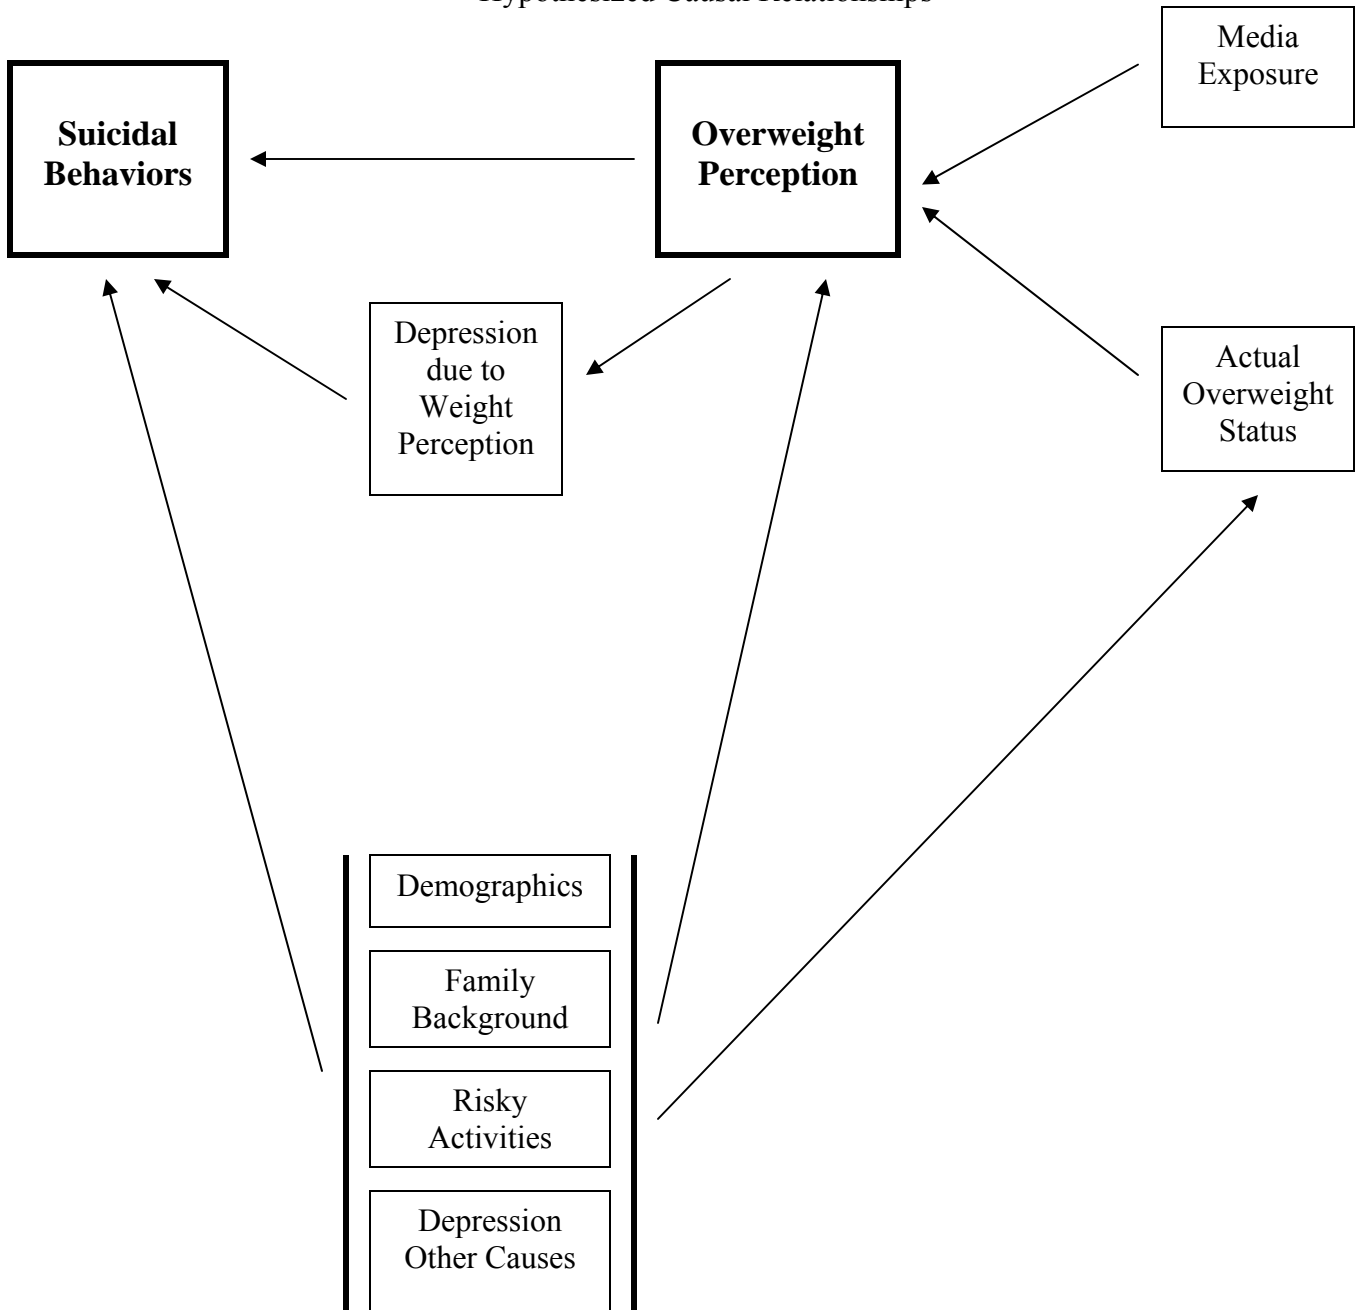 Hypothesized Causal Relationships
Media
Exposure
Suicidal
Behaviors
Overweight
Perception
Depression
due to
Weight
Perception
Actual
Overweight
Status
Demographics
Family
Background
Risky
Activities
Depression
Other Causes